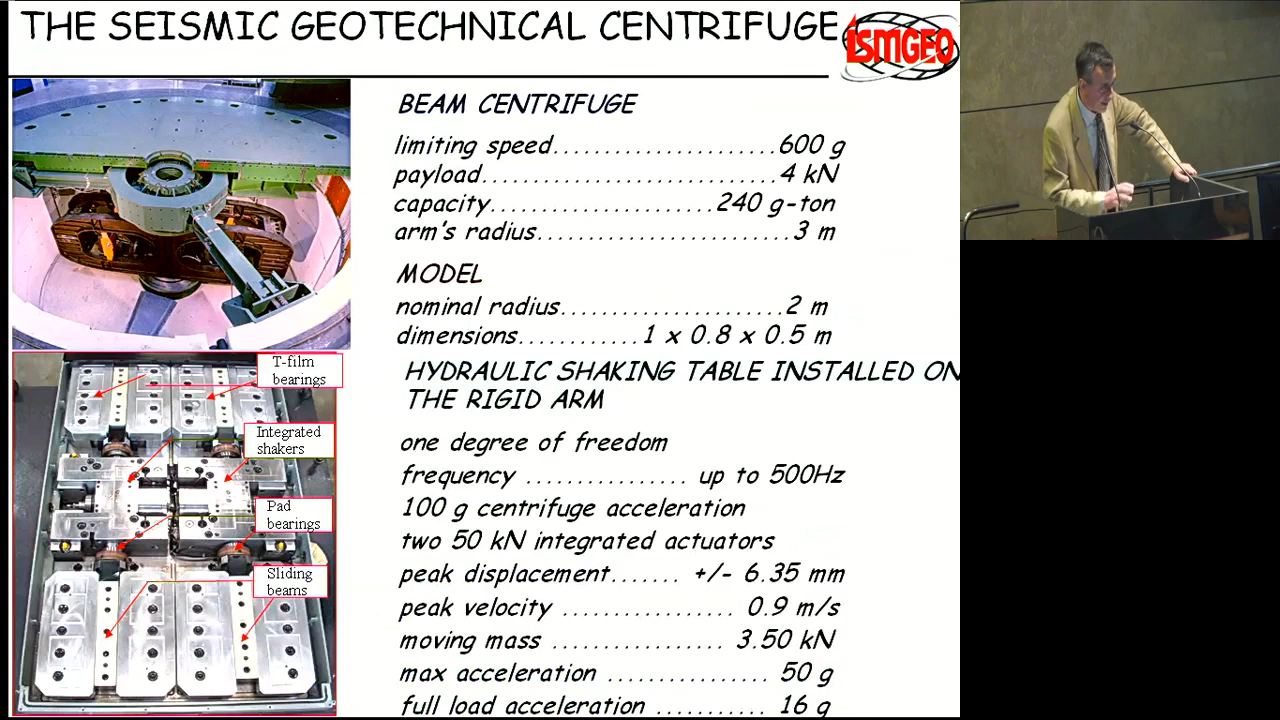 THE SEISMIC GEOTECHNICAL CENTRIFUGE
ISMGEO
BEAM CENTRIFUGE
limiting speed......................600 g
payload.............................4 kN
capacity......................240 g-ton
arm's radius..........................3 m
MODEL
nominal radius......................2 m
dimensions............1 x 0.8 x 0.5 m
HYDRAULIC SHAKING TABLE INSTALLED ON
THE RIGID ARM
one degree of freedom
frequency ................ up to 500Hz
100 g centrifuge acceleration
two 50 kN integrated actuators
peak displacement....... +/- 6.35 mm
peak velocity ................. 0.9 m/s
moving mass ................. 3.50 kN
max acceleration ............... 50 g
full load acceleration ........... 16 g
T-film
bearings
Integrated
shakers
Pad
bearings
Sliding
beams